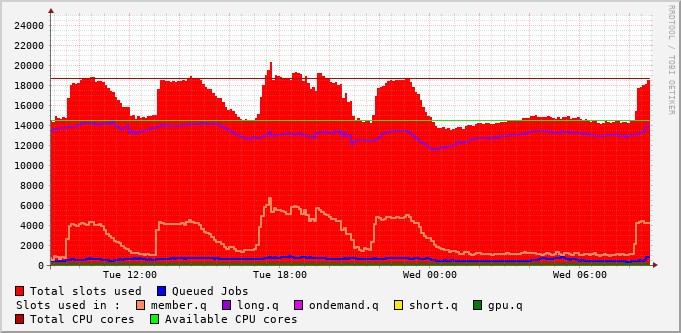 24000
22000
20000
18000
16000
14000
12000
10000
8000
6000
4000
2000
0
Tue 12:00 Tue 18:00 Wed 00:00 Wed 06:00
RRDTOOL / TOBI OETIKER
Total slots used Queued Jobs
Slots used in : member.q long.q ondemand.q short.q gpu.q
Total CPU cores Available CPU cores